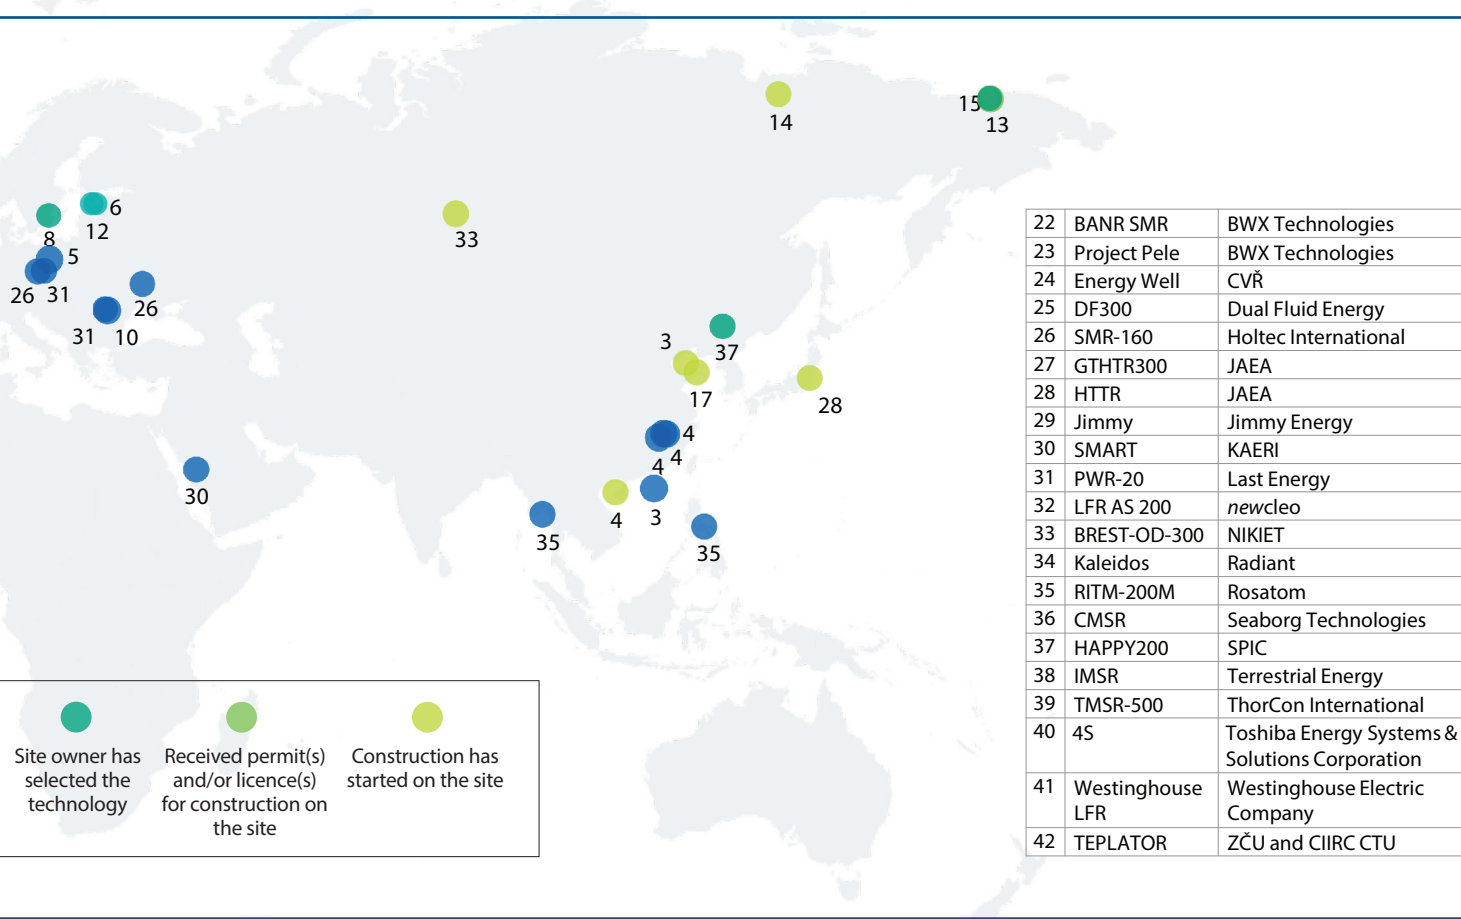 14
15
13
6
12
8
5
33
26
31
26
31
10
3
37
17
28
4
4
4
30
4
3
35
35
22 BANR SMR BWX Technologies
23 Project Pele BWX Technologies
24 Energy Well CVŘ
25 DF300 Dual Fluid Energy
26 SMR-160 Holtec International
27 GTHTR300 JAEA
28 HTTR JAEA
29 Jimmy Jimmy Energy
30 SMART KAERI
31 PWR-20 Last Energy
32 LFR AS 200 newcleo
33 BREST-OD-300 NIKIET
34 Kaleidos Radiant
35 RITM-200M Rosatom
36 CMSR Seaborg Technologies
37 HAPPY200 SPIC
38 IMSR Terrestrial Energy
39 TMSR-500 ThorCon International
40 4S Toshiba Energy Systems &
Solutions Corporation
41 Westinghouse Westinghouse Electric
LFR Company
42 TEPLATOR ZČU and CIIRC CTU
Site owner has
selected the
technology
Received permit(s)
and/or licence(s)
for construction on
the site
Construction has
started on the site